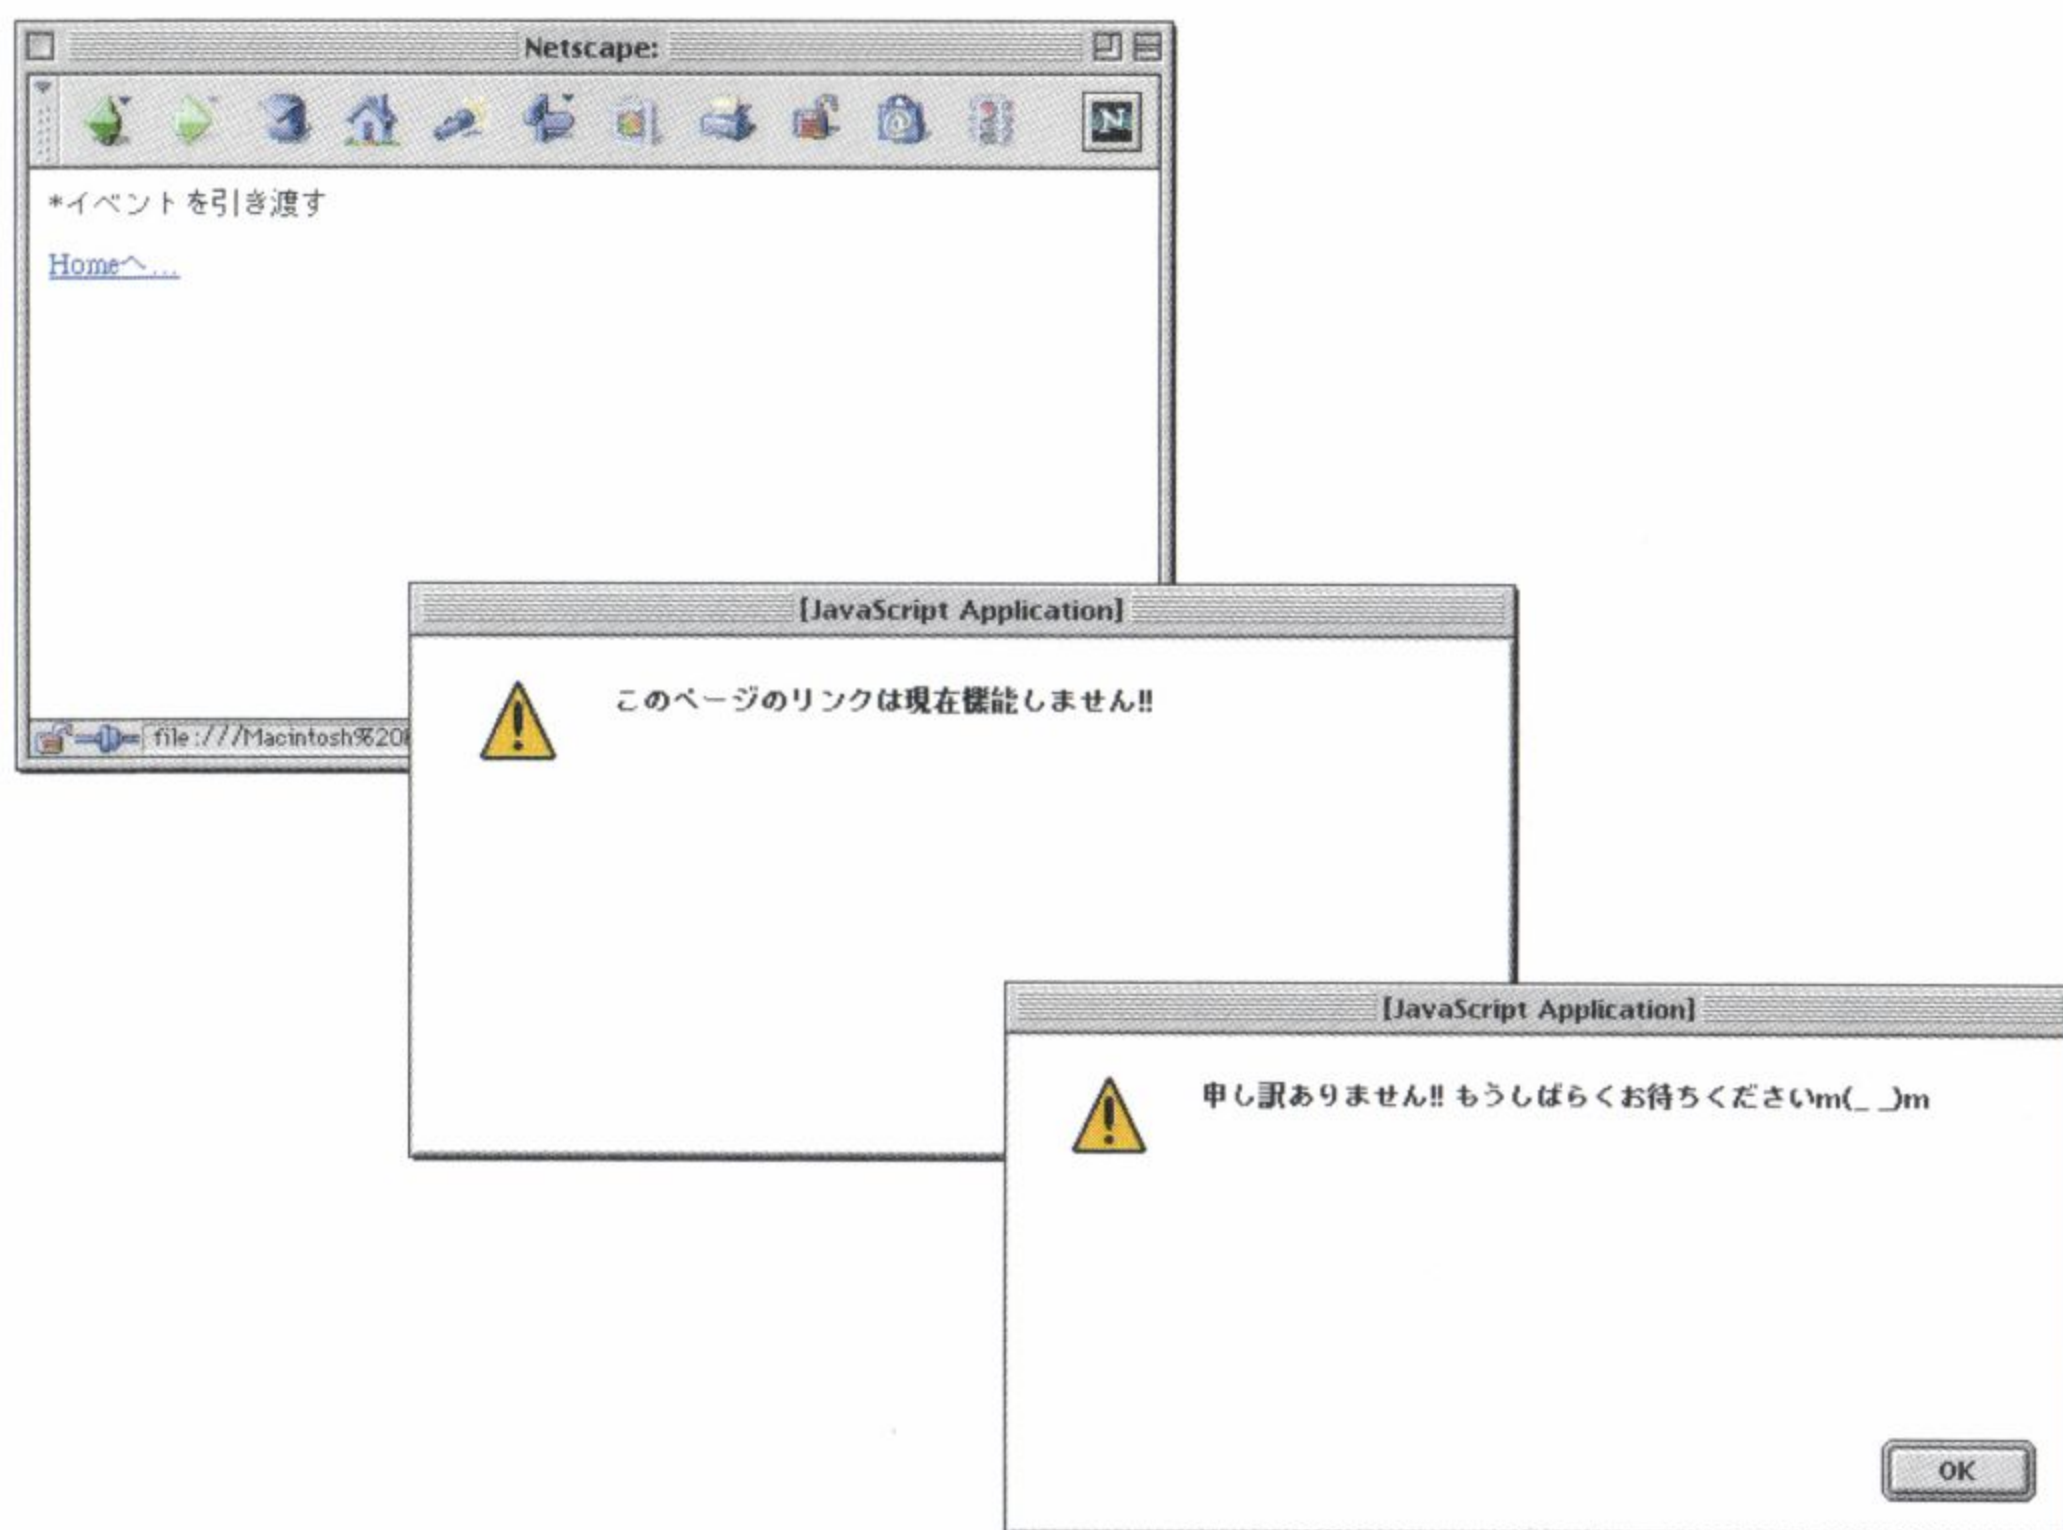 Netscape:
*イベントを引き渡す
Homeへ...
file:///Macintosh%20
[JavaScript Application]
このページのリンクは現在機能しません!!
[JavaScript Application]
申し訳ありません!! もうしばらくお待ちくださいm(_ _)m
OK